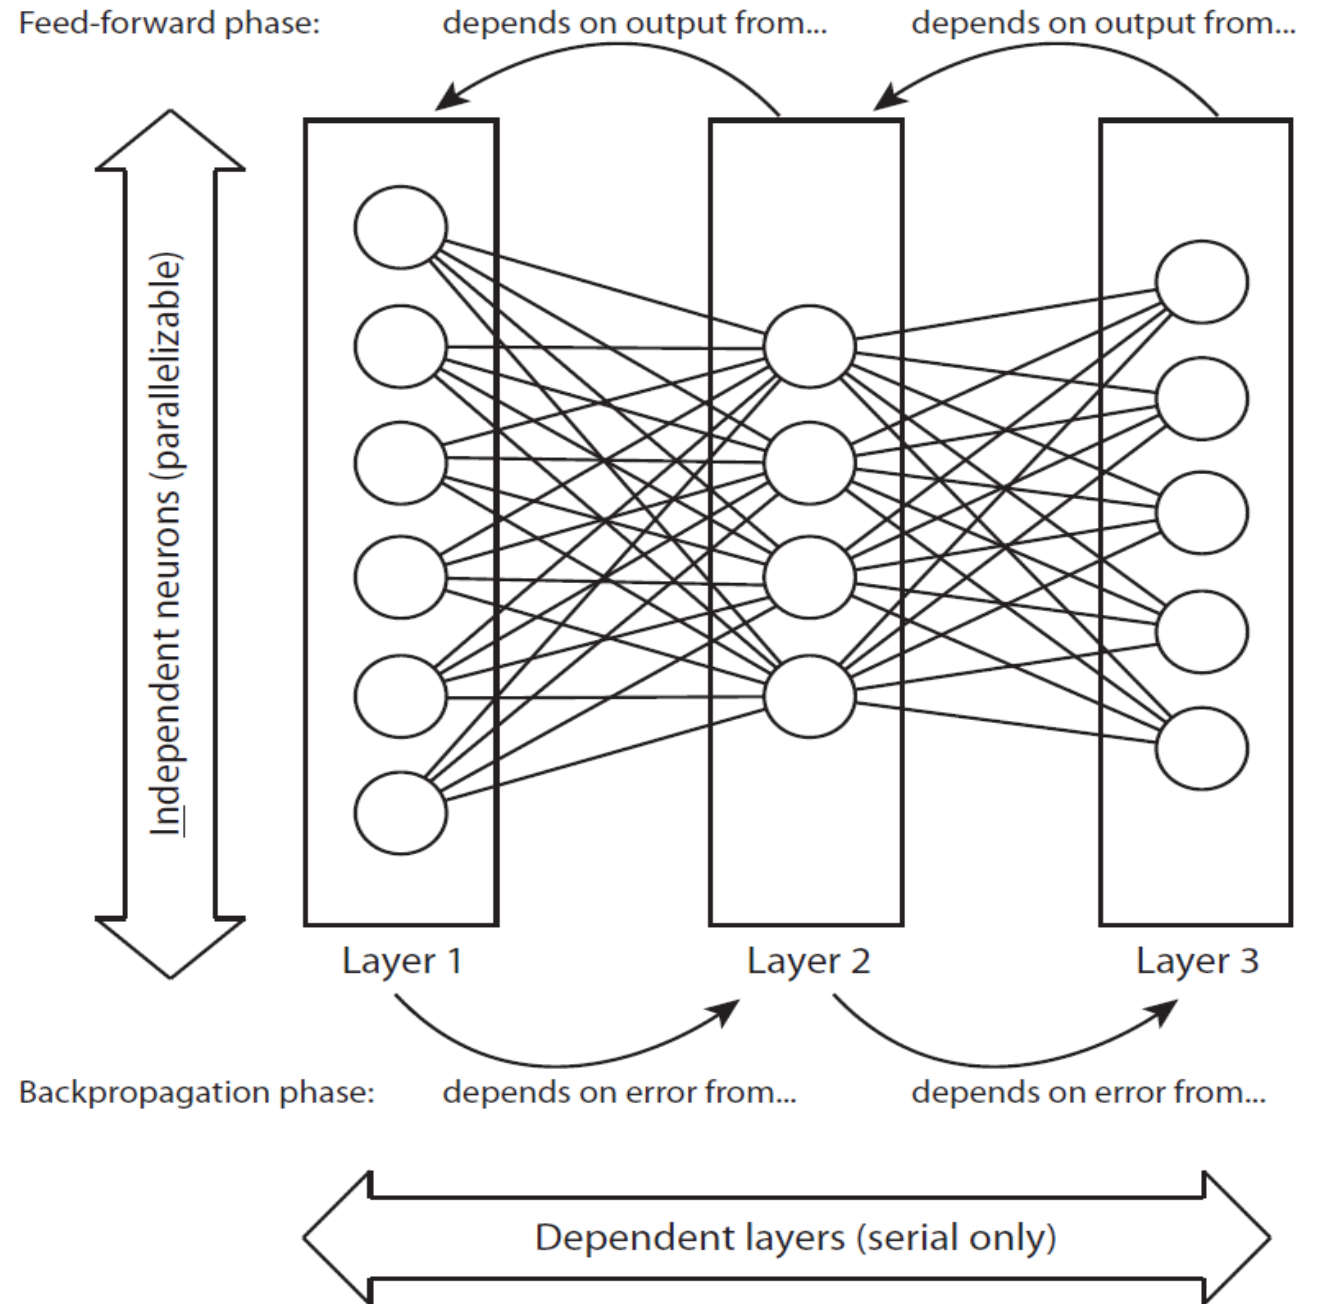 Feed-forward phase: depends on output from... depends on output from...
Independent neurons (parallelizable)
Layer 1 Layer 2 Layer 3
Backpropagation phase: depends on error from... depends on error from...
Dependent layers (serial only)